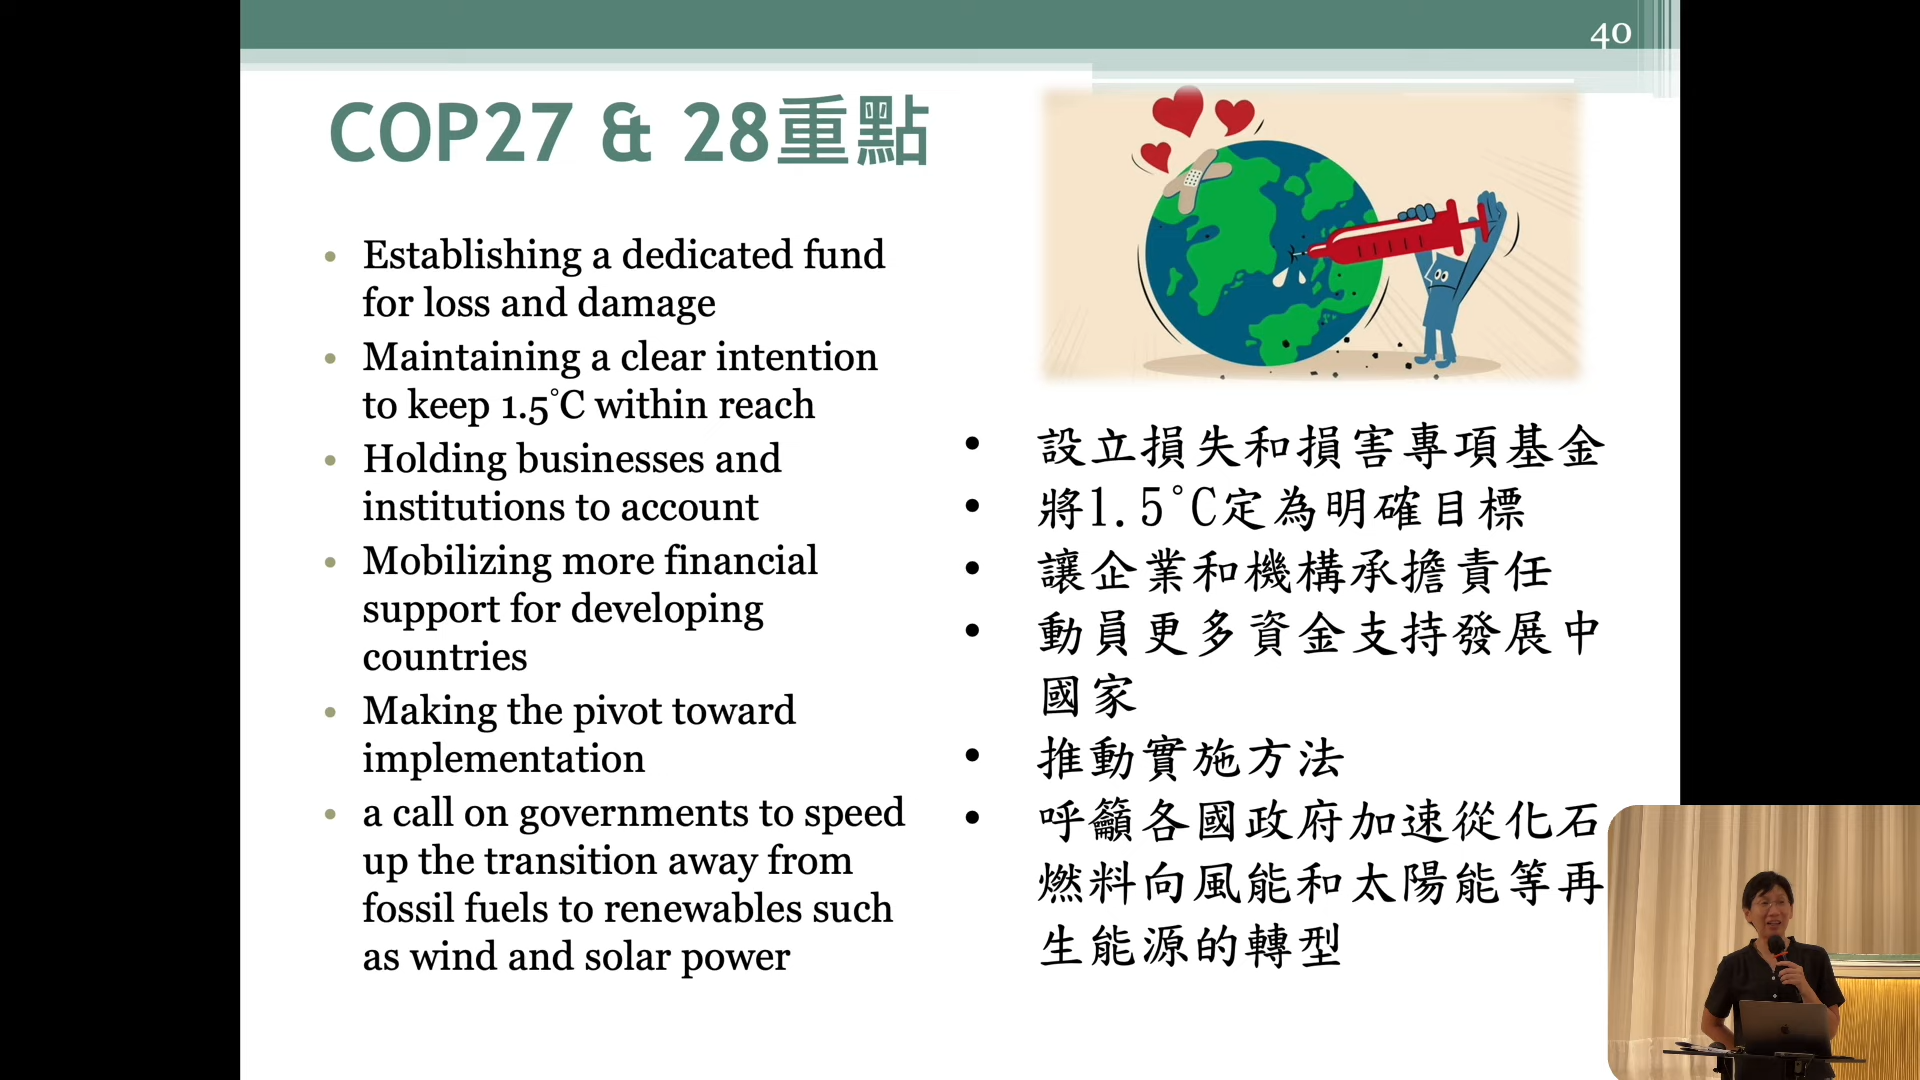 40
COP27 & 28重點
• Establishing a dedicated fund
for loss and damage
• Maintaining a clear intention
to keep 1.5°C within reach
• Holding businesses and
institutions to account
• Mobilizing more financial
support for developing
countries
• Making the pivot toward
implementation
• a call on governments to speed
up the transition away from
fossil fuels to renewables such
as wind and solar power
• 設立損失和損害專項基金
• 將1.5°C定為明確目標
• 讓企業和機構承擔責任
• 動員更多資金支持發展中
國家
• 推動實施方法
• 呼籲各國政府加速從化石
燃料向風能和太陽能等再
生能源的轉型